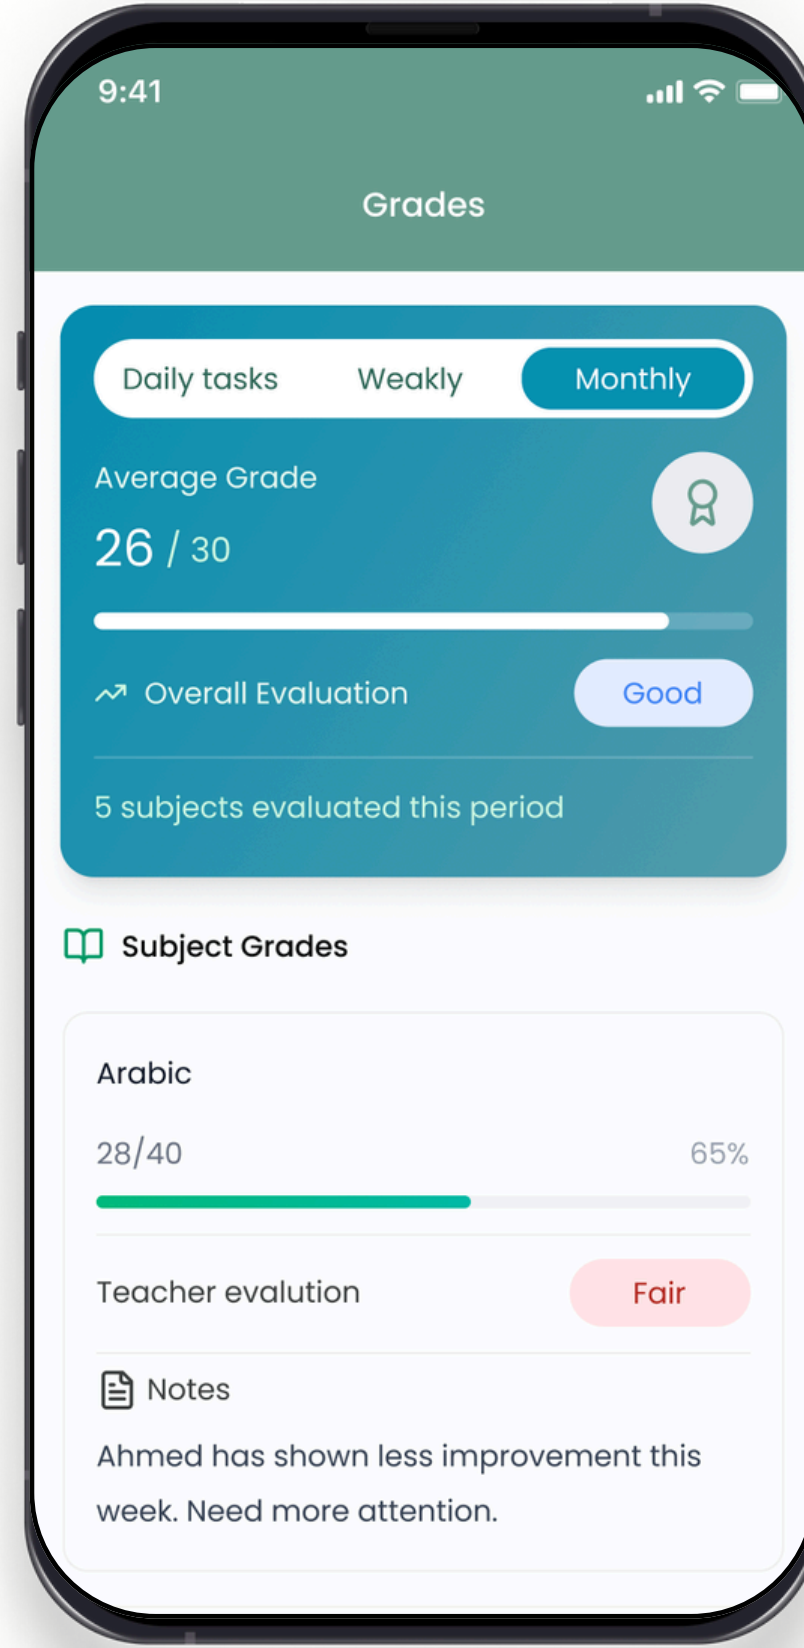 9:41
Grades
Daily tasks Weakly Monthly
Average Grade
26 / 30
Overall Evaluation Good
5 subjects evaluated this period
Subject Grades
Arabic
28/40 65%
Teacher evalution Fair
Notes
Ahmed has shown less improvement this
week. Need more attention.